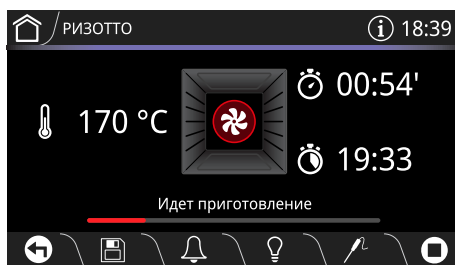 РИЗОТТО
i 18:39
170 °C
00:54'
19:33
Идет приготовление